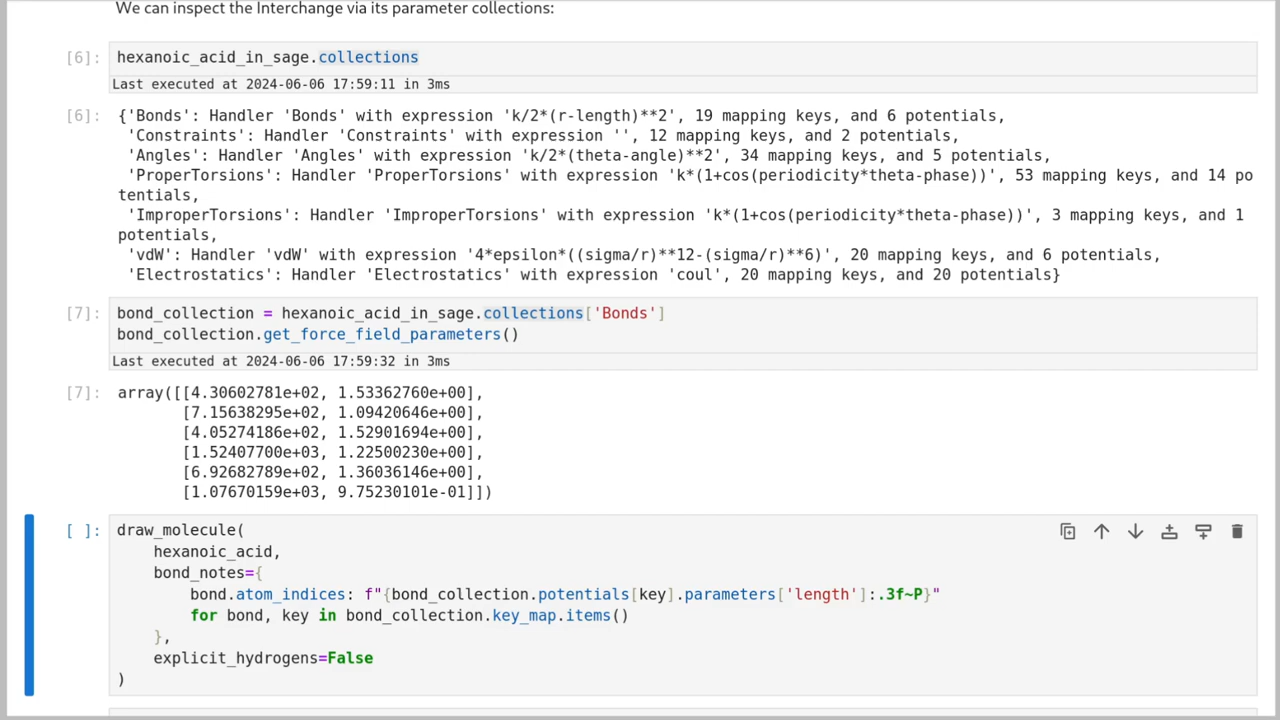 We can inspect the Interchange via its parameter collections:
[6]: hexanoic_acid_in_sage.collections
Last executed at 2024-06-06 17:59:11 in 3ms
[6]: {'Bonds': Handler 'Bonds' with expression 'k/2*(r-length)**2', 19 mapping keys, and 6 potentials,
 'Constraints': Handler 'Constraints' with expression '', 12 mapping keys, and 2 potentials,
 'Angles': Handler 'Angles' with expression 'k/2*(theta-angle)**2', 34 mapping keys, and 5 potentials,
 'ProperTorsions': Handler 'ProperTorsions' with expression 'k*(1+cos(periodicity*theta-phase))', 53 mapping keys, and 14 po
tentials,
 'ImproperTorsions': Handler 'ImproperTorsions' with expression 'k*(1+cos(periodicity*theta-phase))', 3 mapping keys, and 1
potentials,
 'vdW': Handler 'vdW' with expression '4*epsilon*((sigma/r)**12-(sigma/r)**6)', 20 mapping keys, and 6 potentials,
 'Electrostatics': Handler 'Electrostatics' with expression 'coul', 20 mapping keys, and 20 potentials}
[7]: bond_collection = hexanoic_acid_in_sage.collections['Bonds']
bond_collection.get_force_field_parameters()
Last executed at 2024-06-06 17:59:32 in 3ms
[7]: array([[4.30602781e+02, 1.53362760e+00],
       [7.15638295e+02, 1.09420646e+00],
       [4.05274186e+02, 1.52901694e+00],
       [1.52407700e+03, 1.22500230e+00],
       [6.92682789e+02, 1.36036146e+00],
       [1.07670159e+03, 9.75230101e-01]])
[ ]: draw_molecule(
    hexanoic_acid,
    bond_notes={
        bond.atom_indices: f"{bond_collection.potentials[key].parameters['length']:.3f~P}"
        for bond, key in bond_collection.key_map.items()
    },
    explicit_hydrogens=False
)